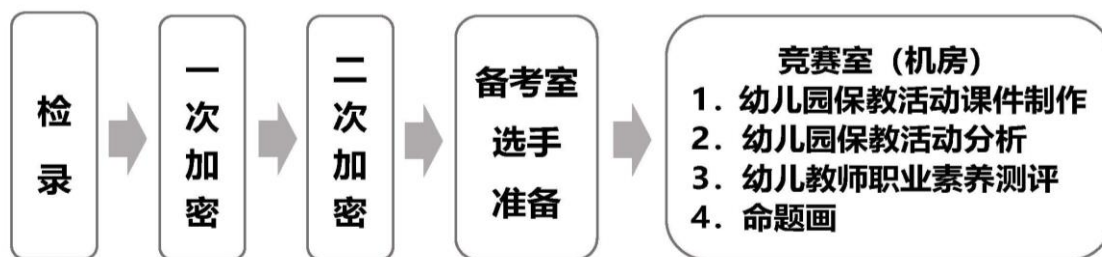 检录
一次加密
二次加密
备考室
选手
准备
竞赛室（机房）
1．幼儿园保教活动课件制作
2．幼儿园保教活动分析
3．幼儿教师职业素养测评
4．命题画